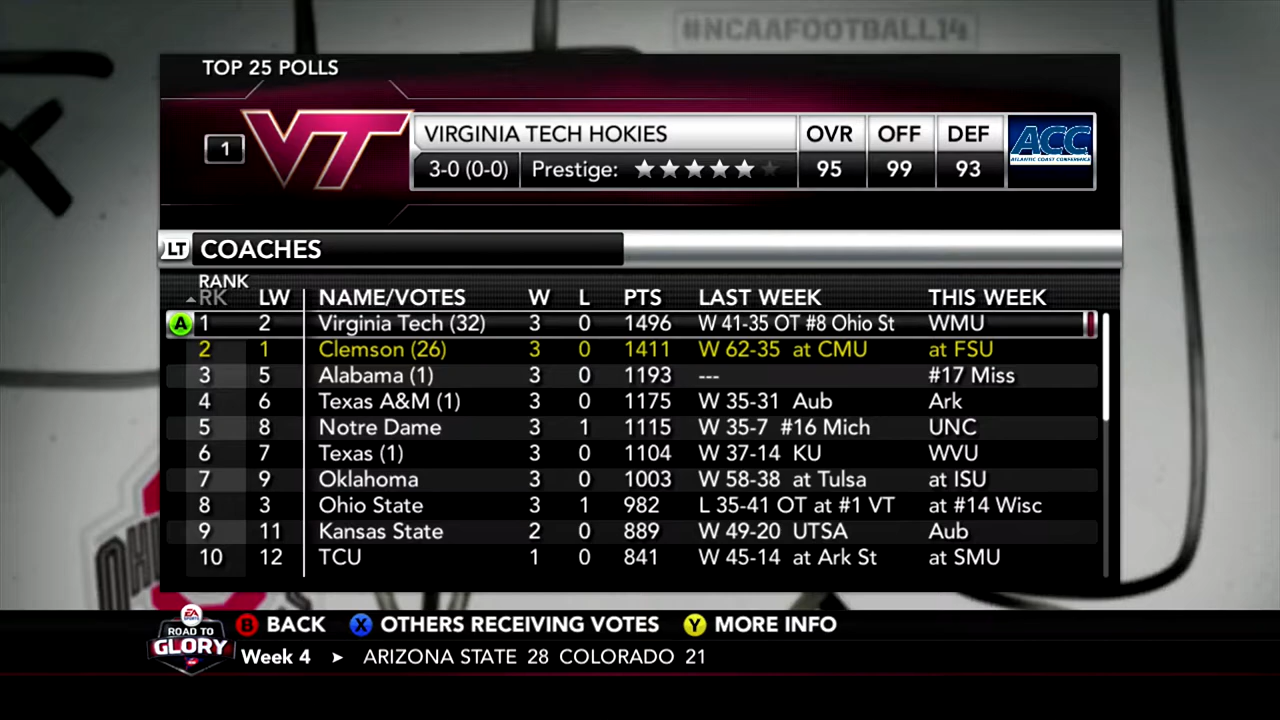 #NCAAFOOTBALL14
TOP 25 POLLS
1 VT VIRGINIA TECH HOKIES OVR OFF DEF ACC
ATLANTIC COAST CONFERENCE
3-0 (0-0) Prestige: 95 99 93
LT COACHES
RANK
RK LW NAME/VOTES W L PTS LAST WEEK THIS WEEK
A 1 2 Virginia Tech (32) 3 0 1496 W 41-35 OT #8 Ohio St WMU
2 1 Clemson (26) 3 0 1411 W 62-35 at CMU at FSU
3 5 Alabama (1) 3 0 1193 --- #17 Miss
4 6 Texas A&M (1) 3 0 1175 W 35-31 Aub Ark
5 8 Notre Dame 3 1 1115 W 35-7 #16 Mich UNC
6 7 Texas (1) 3 0 1104 W 37-14 KU WVU
7 9 Oklahoma 3 0 1003 W 58-38 at Tulsa at ISU
8 3 Ohio State 3 1 982 L 35-41 OT at #1 VT at #14 Wisc
9 11 Kansas State 2 0 889 W 49-20 UTSA Aub
10 12 TCU 1 0 841 W 45-14 at Ark St at SMU
EA SPORTS
ROAD TO
GLORY
B BACK X OTHERS RECEIVING VOTES Y MORE INFO
Week 4 ► ARIZONA STATE 28 COLORADO 21